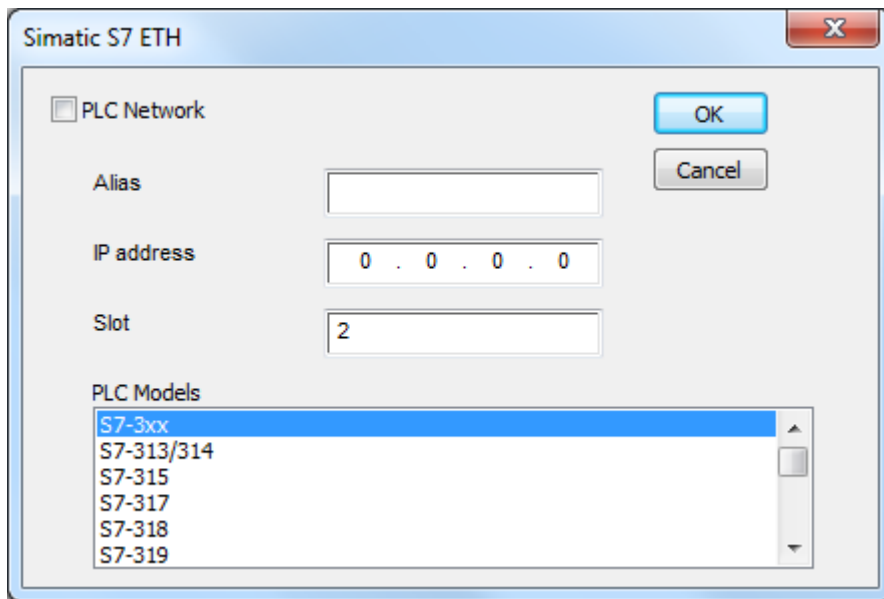 Simatic S7 ETH
PLC Network
OK
Cancel
Alias
IP address
0 . 0 . 0 . 0
Slot
2
PLC Models
S7-3xx
S7-313/314
S7-315
S7-317
S7-318
S7-319